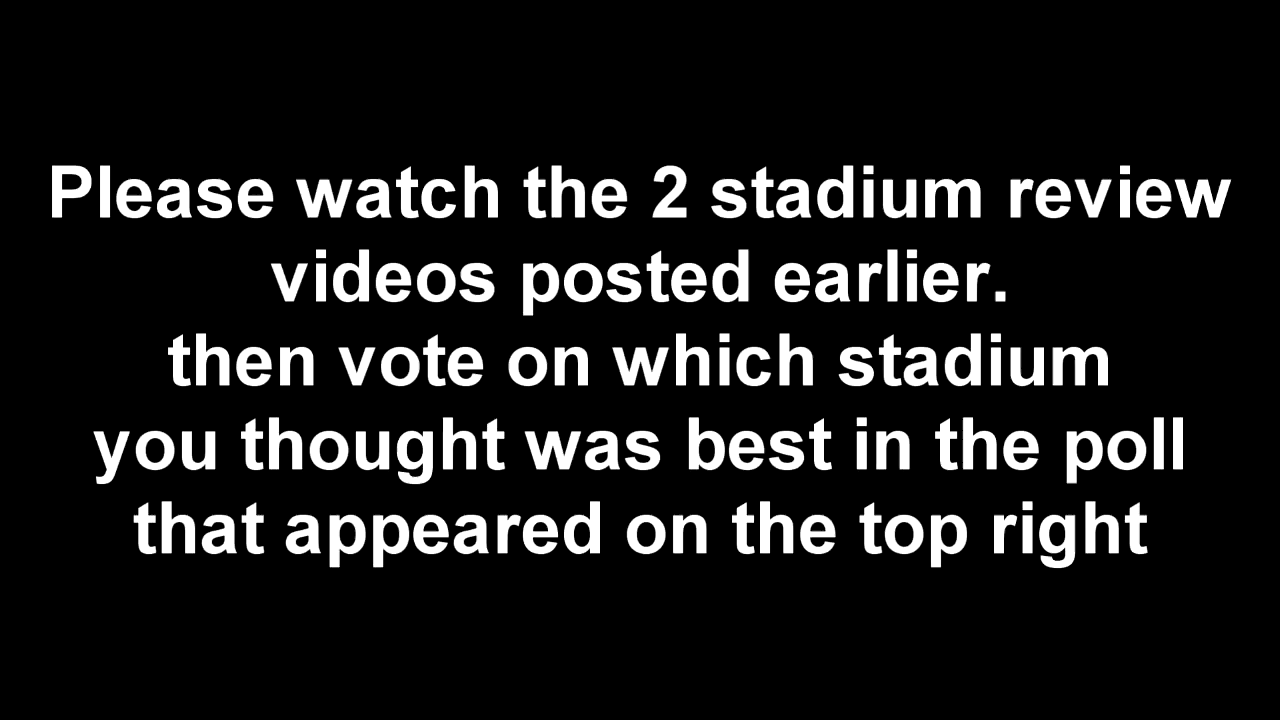 Please watch the 2 stadium review
videos posted earlier.
then vote on which stadium
you thought was best in the poll
that appeared on the top right